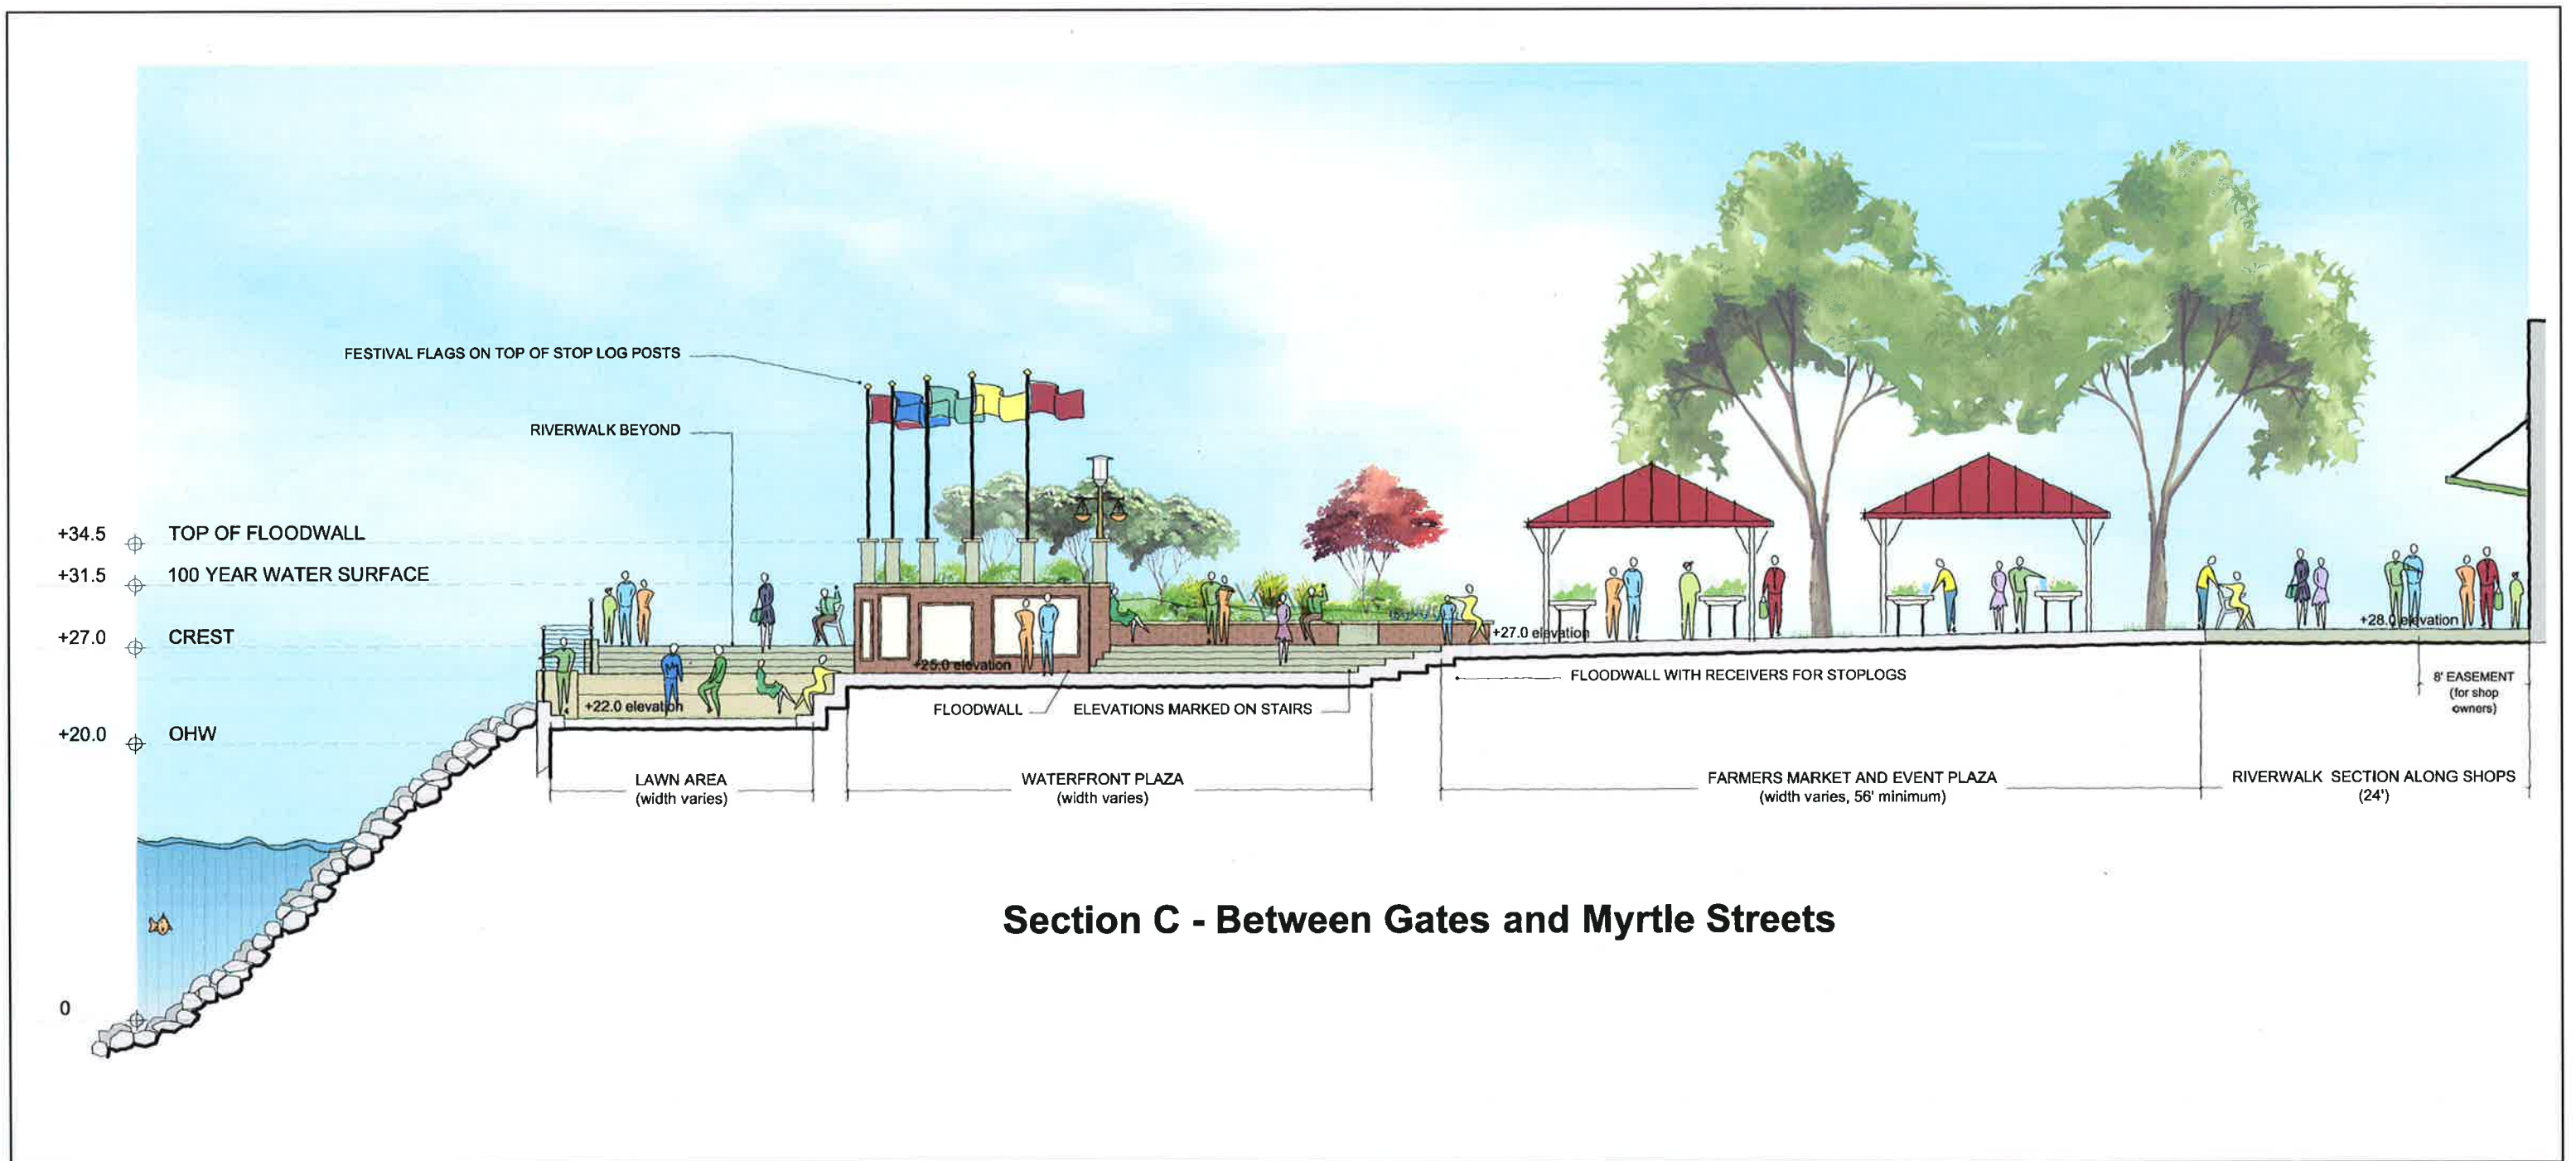 FESTIVAL FLAGS ON TOP OF STOP LOG POSTS
RIVERWALK BEYOND
+34.5 TOP OF FLOODWALL
+31.5 100 YEAR WATER SURFACE
+27.0 CREST
+20.0 OHW
0
+22.0 elevation
+25.0 elevation
+27.0 elevation
+28.0 elevation
FLOODWALL
ELEVATIONS MARKED ON STAIRS
FLOODWALL WITH RECEIVERS FOR STOPLOGS
8' EASEMENT
(for shop
owners)
LAWN AREA
(width varies)
WATERFRONT PLAZA
(width varies)
FARMERS MARKET AND EVENT PLAZA
(width varies, 56' minimum)
RIVERWALK SECTION ALONG SHOPS
(24')
Section C - Between Gates and Myrtle Streets